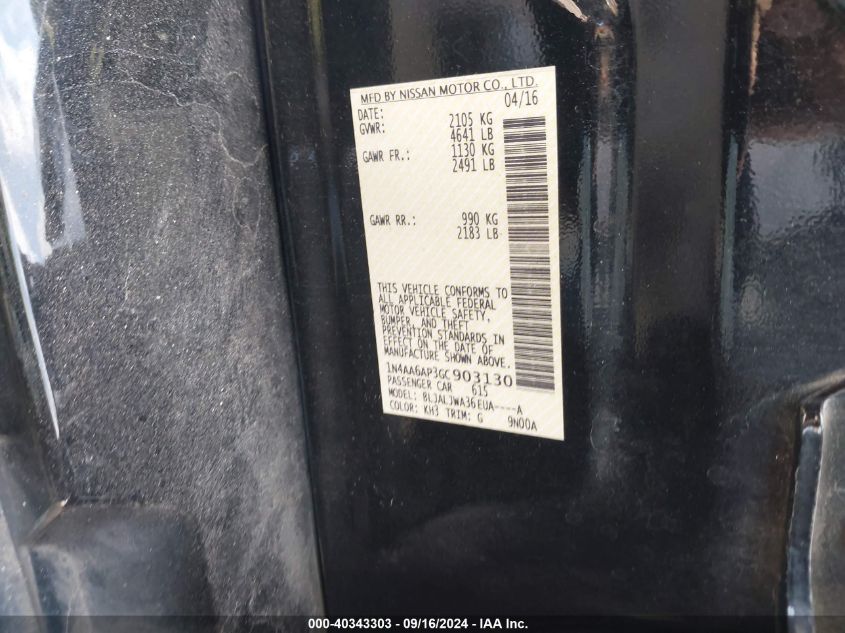 MFD BY NISSAN MOTOR CO., LTD.
DATE: 04/16
GVWR: 2105 KG
4641 LB
GAWR FR.: 1130 KG
2491 LB
GAWR RR.: 990 KG
2183 LB
THIS VEHICLE CONFORMS TO
ALL APPLICABLE FEDERAL
MOTOR VEHICLE SAFETY,
BUMPER, AND THEFT
PREVENTION STANDARDS IN
EFFECT ON THE DATE OF
MANUFACTURE SHOWN ABOVE.
1N4AA6AP3GC903130
PASSENGER CAR 615
MODEL: BLJALJWA36EUA----A
COLOR: KH3 TRIM: G 9N00A
000-40343303 - 09/16/2024 - IAA Inc.